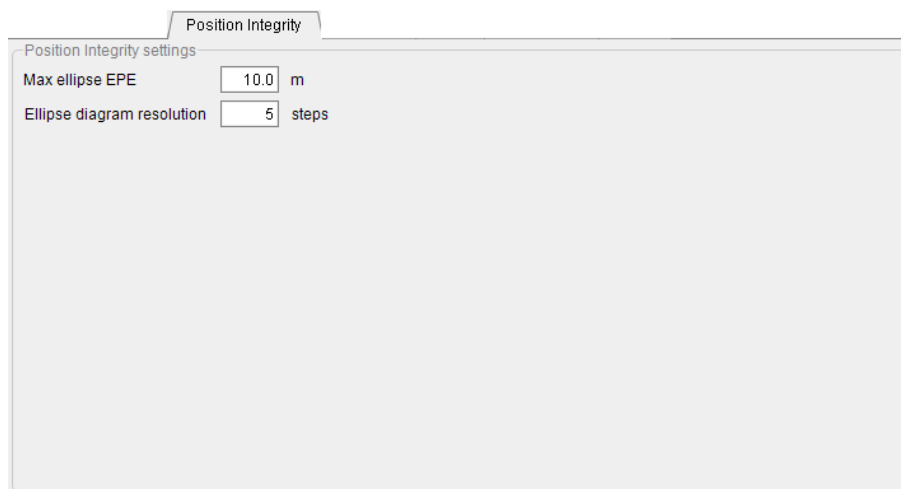 Position Integrity
Position Integrity settings
Max ellipse EPE 10.0 m
Ellipse diagram resolution 5 steps